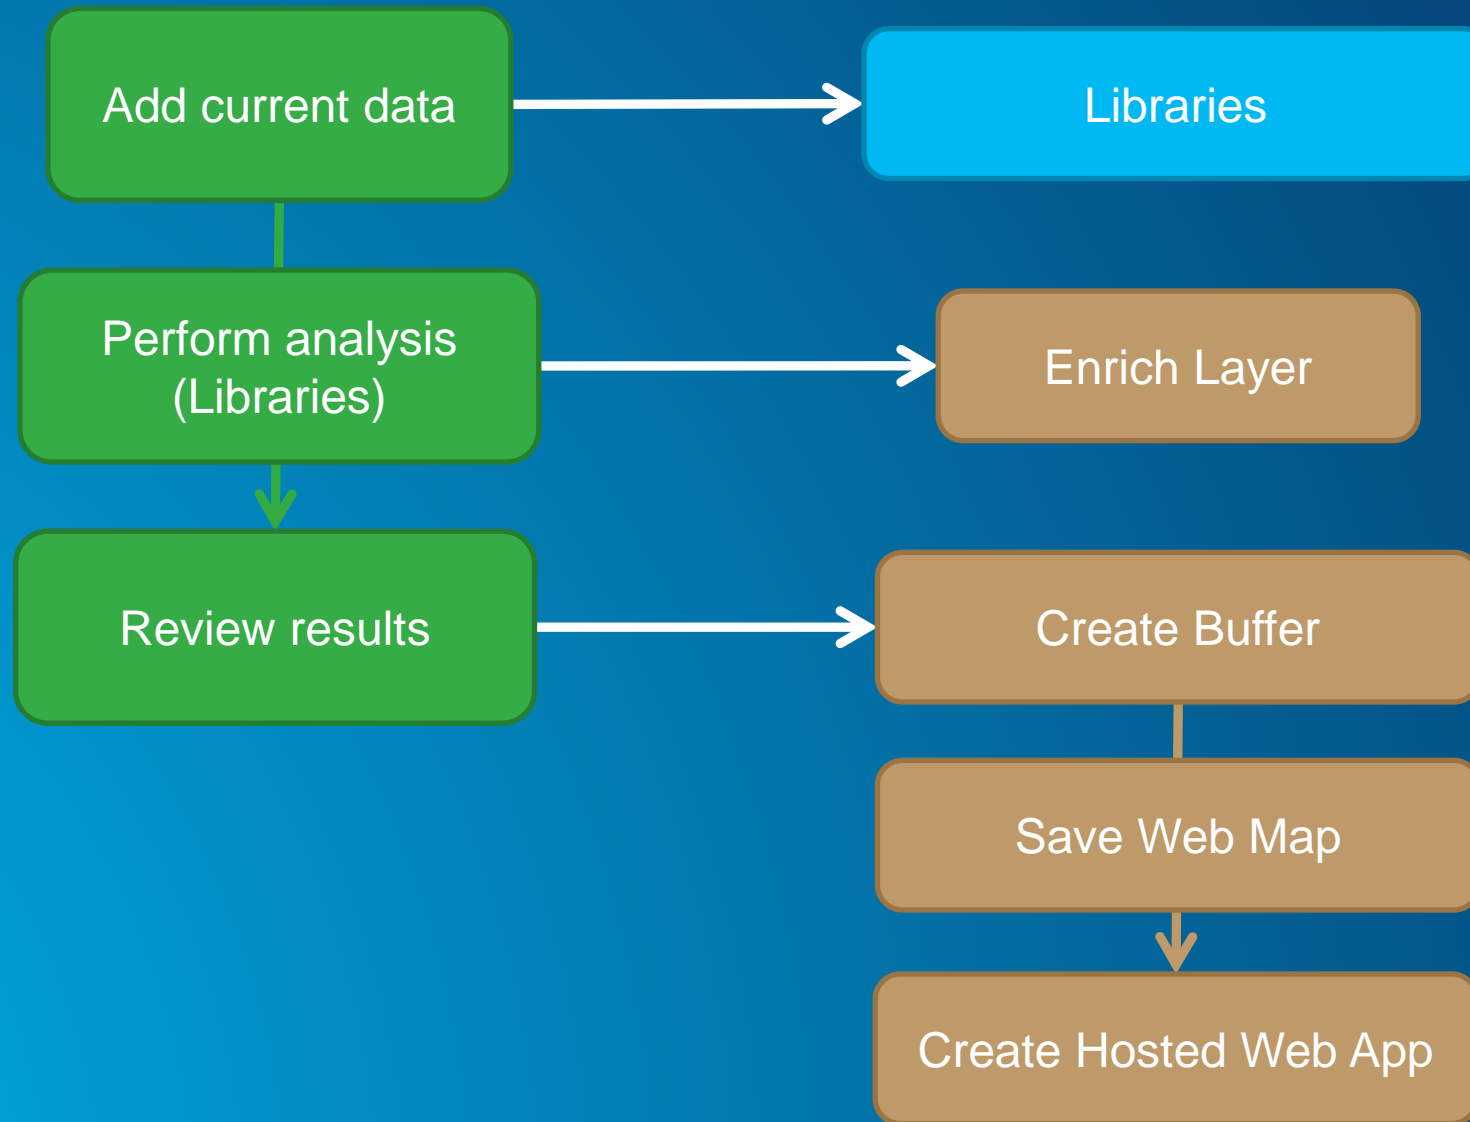 Add current data
Libraries
Perform analysis
(Libraries)
Enrich Layer
Review results
Create Buffer
Save Web Map
Create Hosted Web App